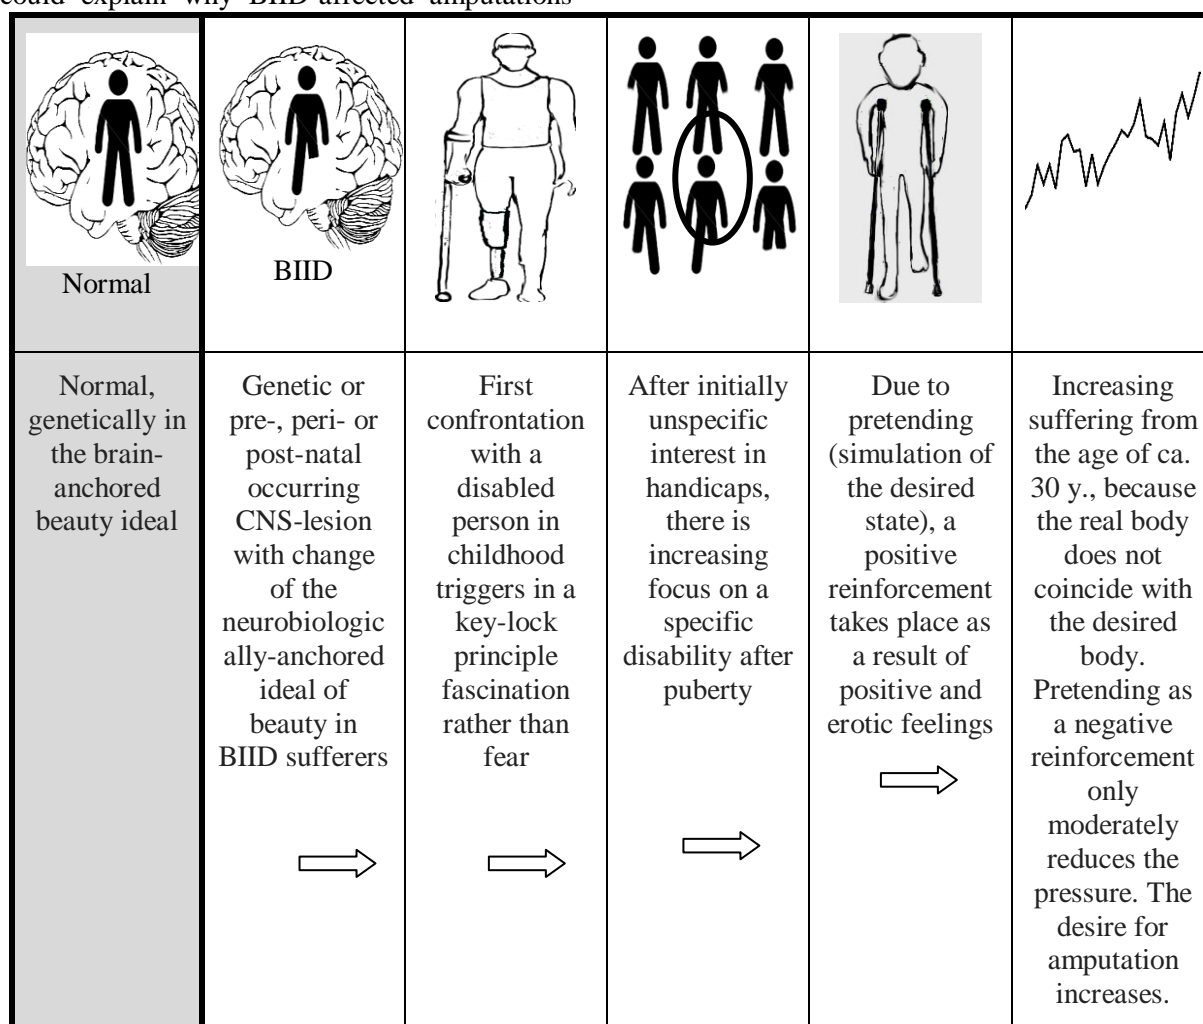 could explain why BIID-affected amputations
Normal
BIID
Normal,
genetically in
the brain-
anchored
beauty ideal
Genetic or
pre-, peri- or
post-natal
occurring
CNS-lesion
with change
of the
neurobiologic
ally-anchored
ideal of
beauty in
BIID sufferers
First
confrontation
with a
disabled
person in
childhood
triggers in a
key-lock
principle
fascination
rather than
fear
After initially
unspecific
interest in
handicaps,
there is
increasing
focus on a
specific
disability after
puberty
Due to
pretending
(simulation of
the desired
state), a
positive
reinforcement
takes place as
a result of
positive and
erotic feelings
Increasing
suffering from
the age of ca.
30 y., because
the real body
does not
coincide with
the desired
body.
Pretending as
a negative
reinforcement
only
moderately
reduces the
pressure. The
desire for
amputation
increases.